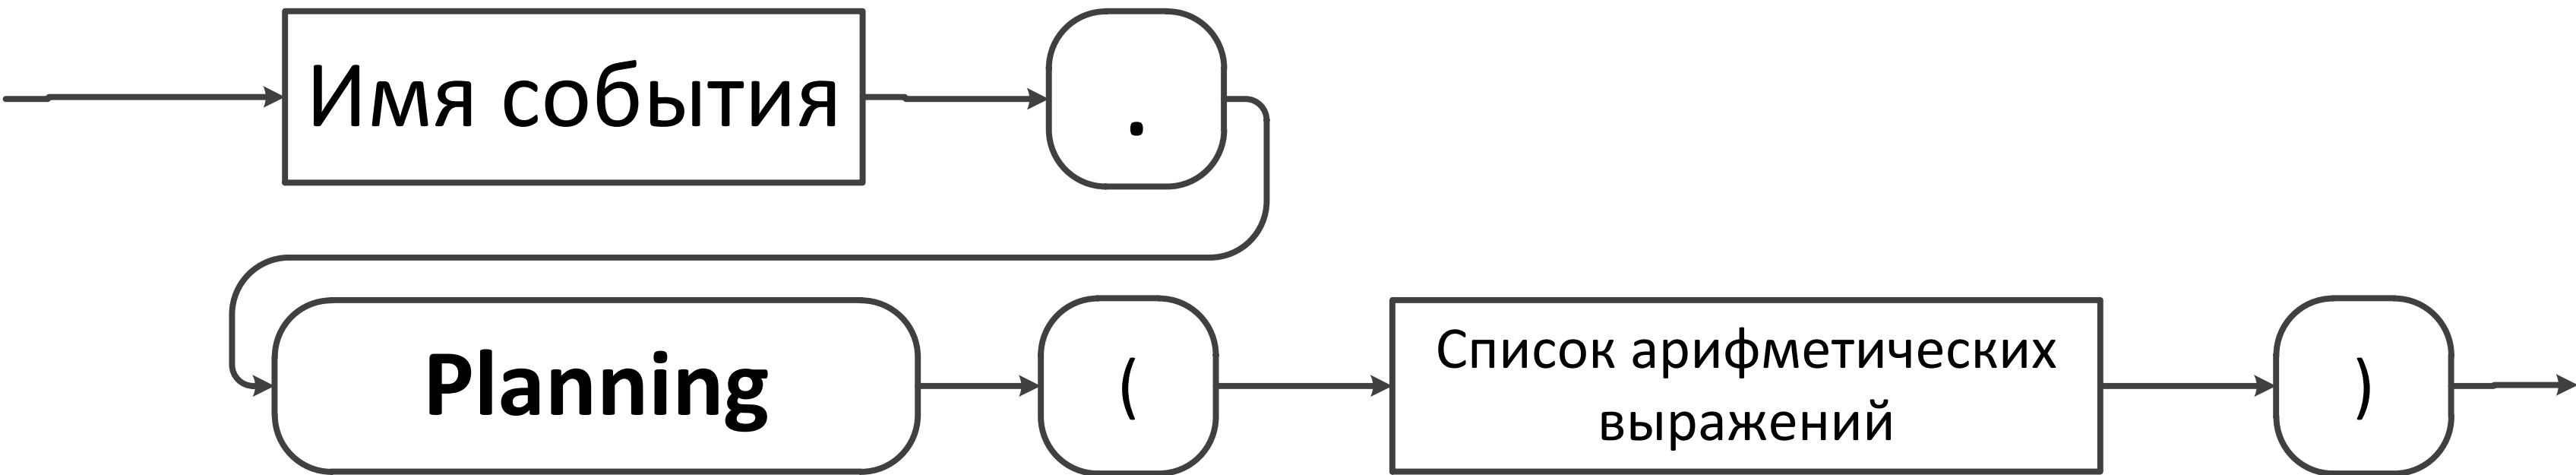 Имя события
.
Planning
(
Список арифметических
выражений
)